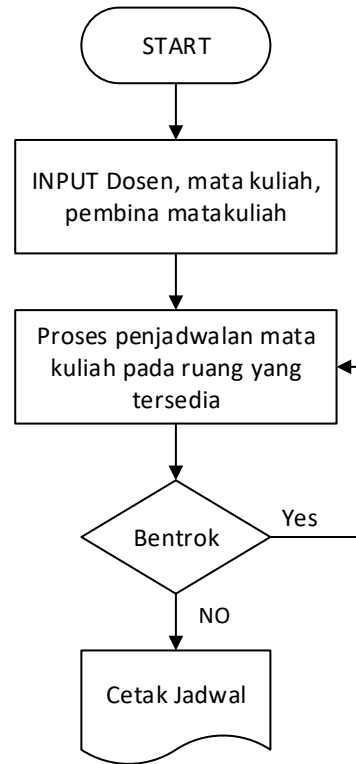 START
INPUT Dosen, mata kuliah,
pembina matakuliah
Proses penjadwalan mata
kuliah pada ruang yang
tersedia
Bentrok
Yes
NO
Cetak Jadwal